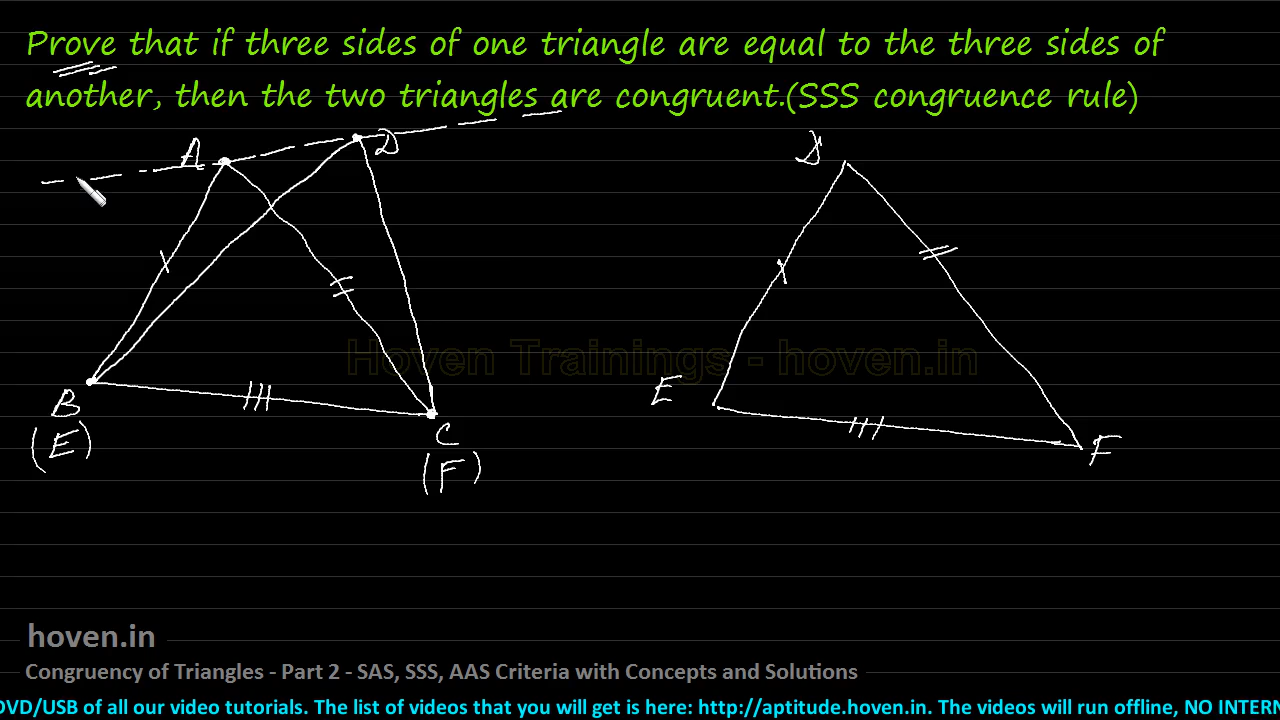 Prove that if three sides of one triangle are equal to the three sides of
another, then the two triangles are congruent.(SSS congruence rule)
A
D
D
Hoven Trainings - hoven.in
B
(E)
C
(F)
E
F
hoven.in
Congruency of Triangles - Part 2 - SAS, SSS, AAS Criteria with Concepts and Solutions
DVD/USB of all our video tutorials. The list of videos that you will get is here: http://aptitude.hoven.in. The videos will run offline, NO INTERN